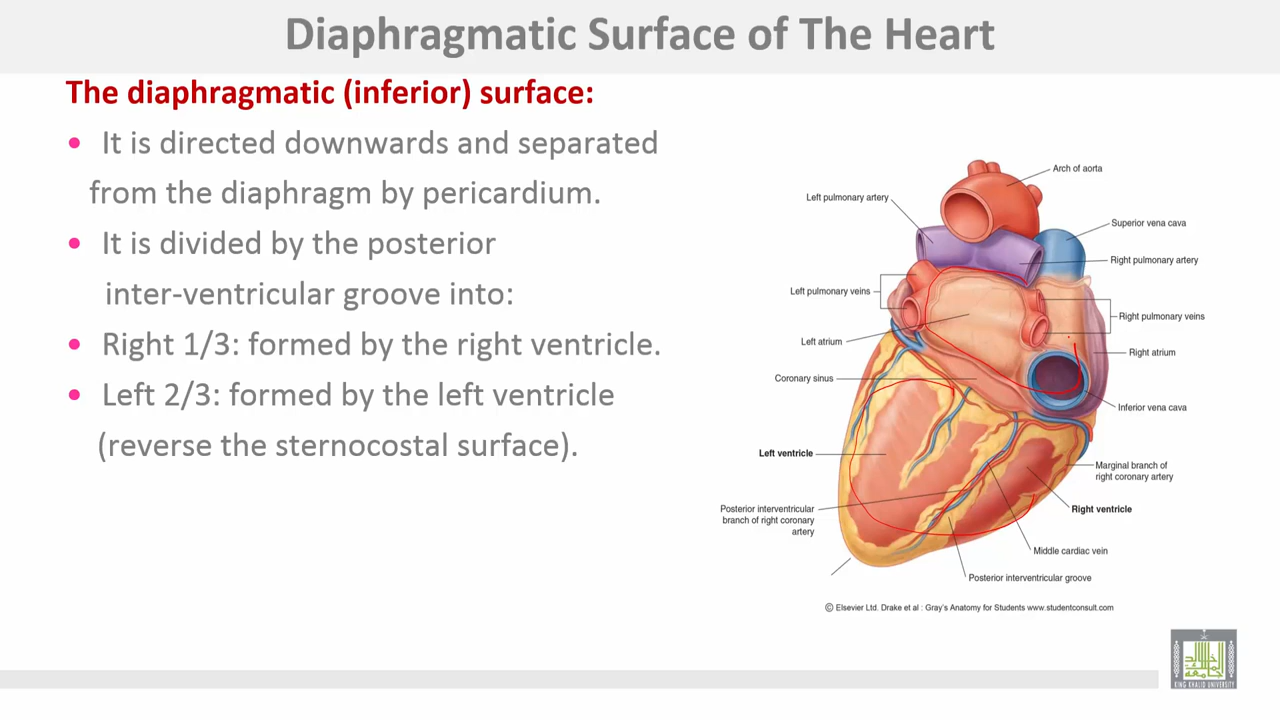 Diaphragmatic Surface of The Heart
The diaphragmatic (inferior) surface:
• It is directed downwards and separated
from the diaphragm by pericardium.
• It is divided by the posterior
inter-ventricular groove into:
• Right 1/3: formed by the right ventricle.
• Left 2/3: formed by the left ventricle
(reverse the sternocostal surface).
Arch of aorta
Left pulmonary artery
Superior vena cava
Right pulmonary artery
Left pulmonary veins
Right pulmonary veins
Left atrium
Right atrium
Coronary sinus
Inferior vena cava
Left ventricle
Marginal branch of
right coronary artery
Posterior interventricular
branch of right coronary
artery
Right ventricle
Middle cardiac vein
Posterior interventricular groove
© Elsevier Ltd. Drake et al : Gray's Anatomy for Students www.studentconsult.com
KING KHALID UNIVERSITY